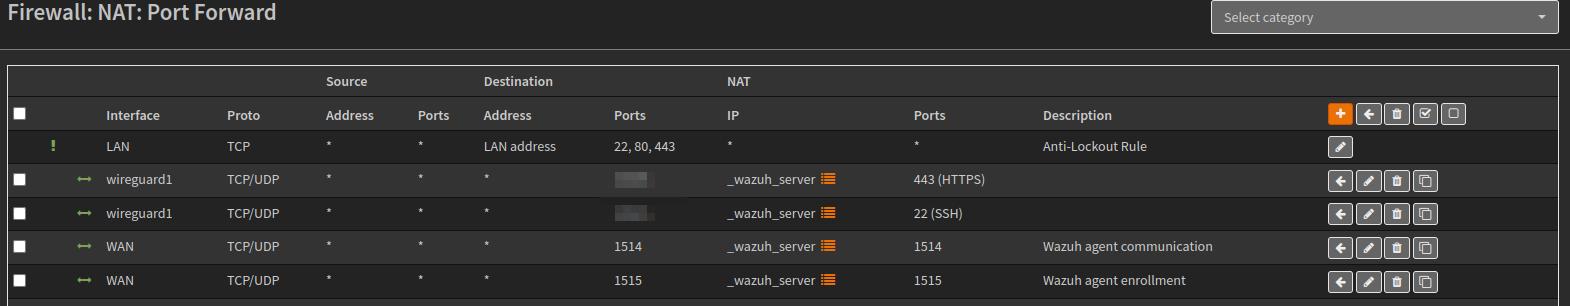 Firewall: NAT: Port Forward
Select category
Source Destination NAT
Interface Proto Address Ports Address Ports IP Ports Description
! LAN TCP * * LAN address 22, 80, 443 * * Anti-Lockout Rule
wireguard1 TCP/UDP * * * _wazuh_server 443 (HTTPS)
wireguard1 TCP/UDP * * * _wazuh_server 22 (SSH)
WAN TCP/UDP * * * 1514 _wazuh_server 1514 Wazuh agent communication
WAN TCP/UDP * * * 1515 _wazuh_server 1515 Wazuh agent enrollment